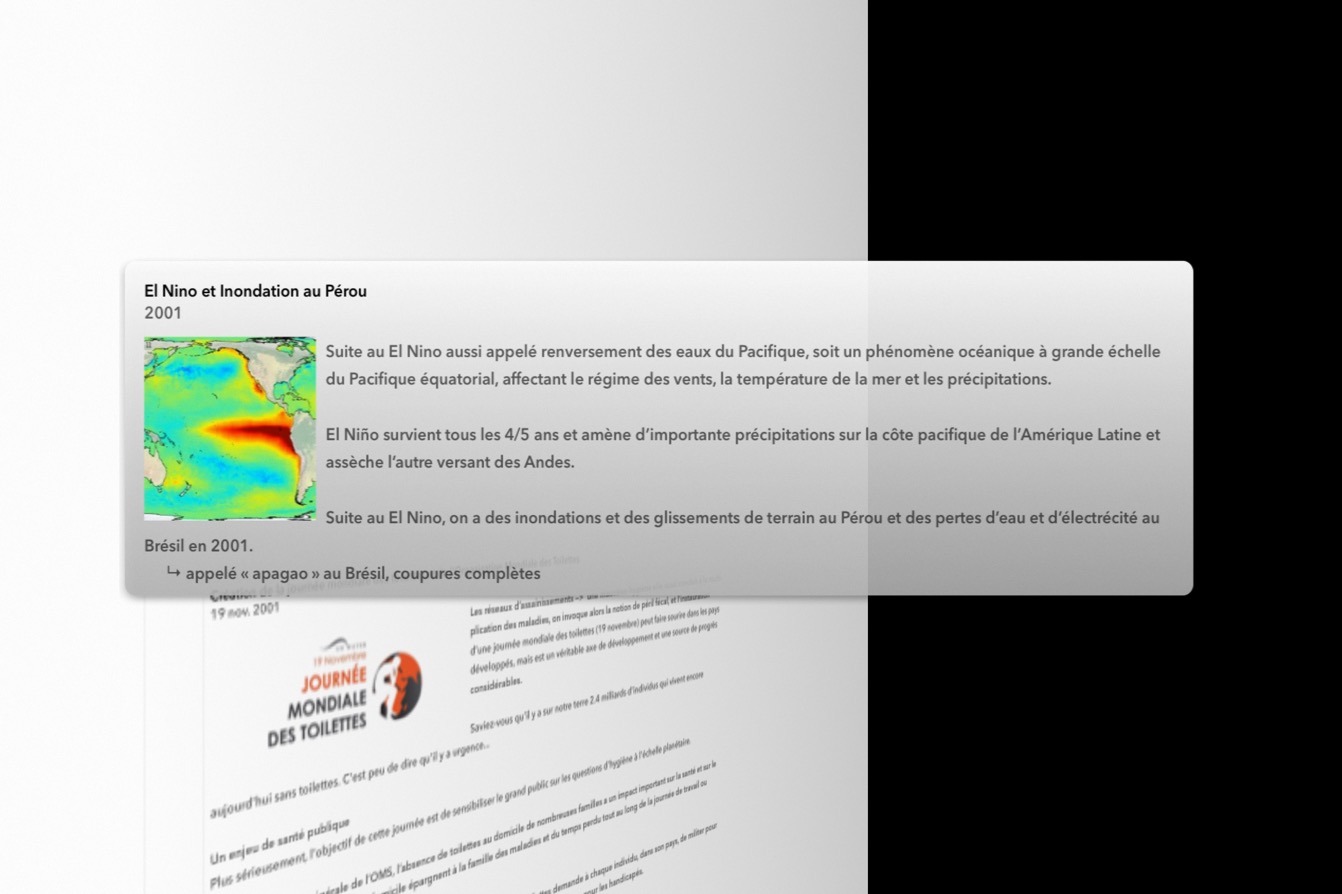 El Nino et Inondation au Pérou
2001
Suite au El Nino aussi appelé renversement des eaux du Pacifique, soit un phénomène océanique à grande échelle
du Pacifique équatorial, affectant le régime des vents, la température de la mer et les précipitations.
El Niño survient tous les 4/5 ans et amène d’importante précipitations sur la côte pacifique de l’Amérique Latine et
assèche l’autre versant des Andes.
Suite au El Nino, on a des inondations et des glissements de terrain au Pérou et des pertes d’eau et d’électrécité au
Brésil en 2001.
↪ appelé « apagao » au Brésil, coupures complètes
Création de la journée mondiale des
19 nov. 2001
19 Novembre
JOURNÉE
MONDIALE
DES TOILETTES
Les réseaux d'assainissements –> une
plication des maladies, on invoque alors la notion de péril fécal, et l'instauration
d'une journée mondiale des toilettes (19 novembre) peut faire sourire dans les pays
développés, mais est un véritable axe de développement et une source de progrès
considérables.
Saviez-vous qu'il y a sur notre terre 2.4 milliards d'individus qui vivent encore
aujourd'hui sans toilettes. C'est peu de dire qu'il y a urgence...
Un enjeu de santé publique
Plus sérieusement, l'objectif de cette journée est de sensibiliser le grand public sur les questions d'hygiène à l'échelle planétaire.
générale de l'OMS, l'absence de toilettes au domicile de nombreuses familles a un impact important sur la santé et sur le
micile épargnent à la famille des maladies et du temps perdu tout au long de la journée de travail ou
ttes demande à chaque individu, dans son pays, de militer pour
our les handicapés.